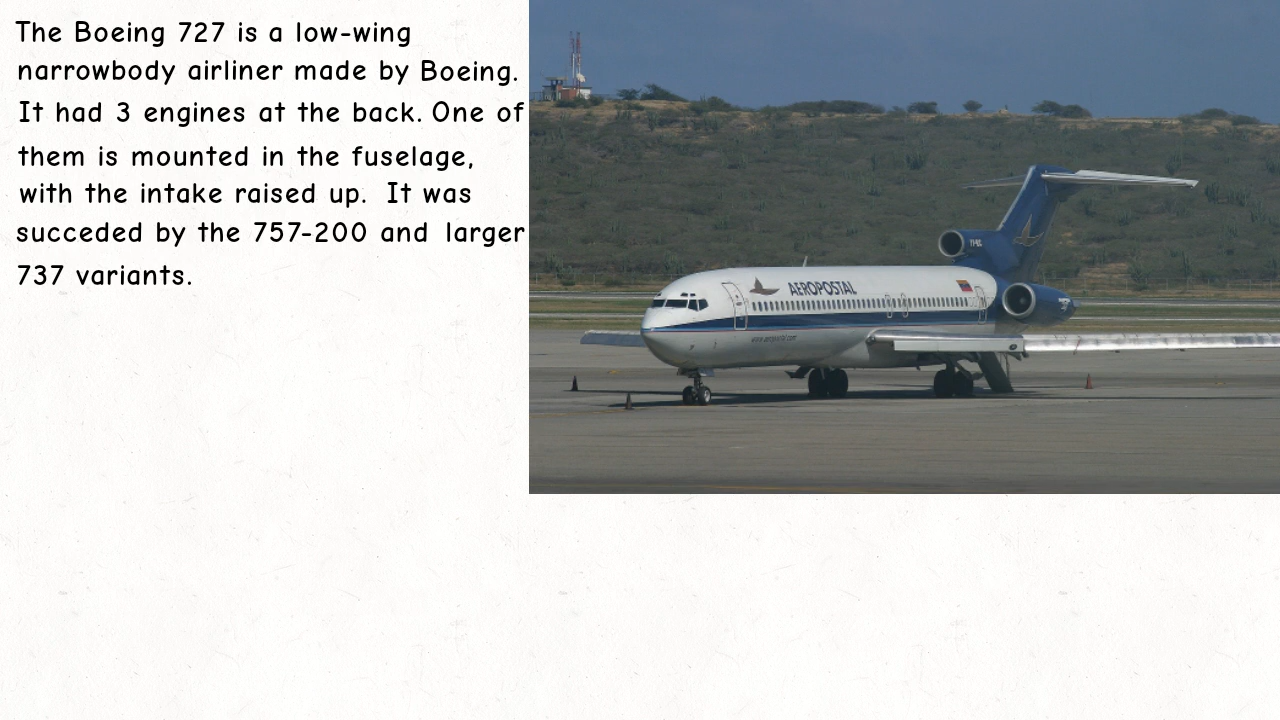 The Boeing 727 is a low-wing
narrowbody airliner made by Boeing.
It had 3 engines at the back. One of
them is mounted in the fuselage,
with the intake raised up. It was
succeded by the 757-200 and larger
737 variants.
AEROPOSTAL